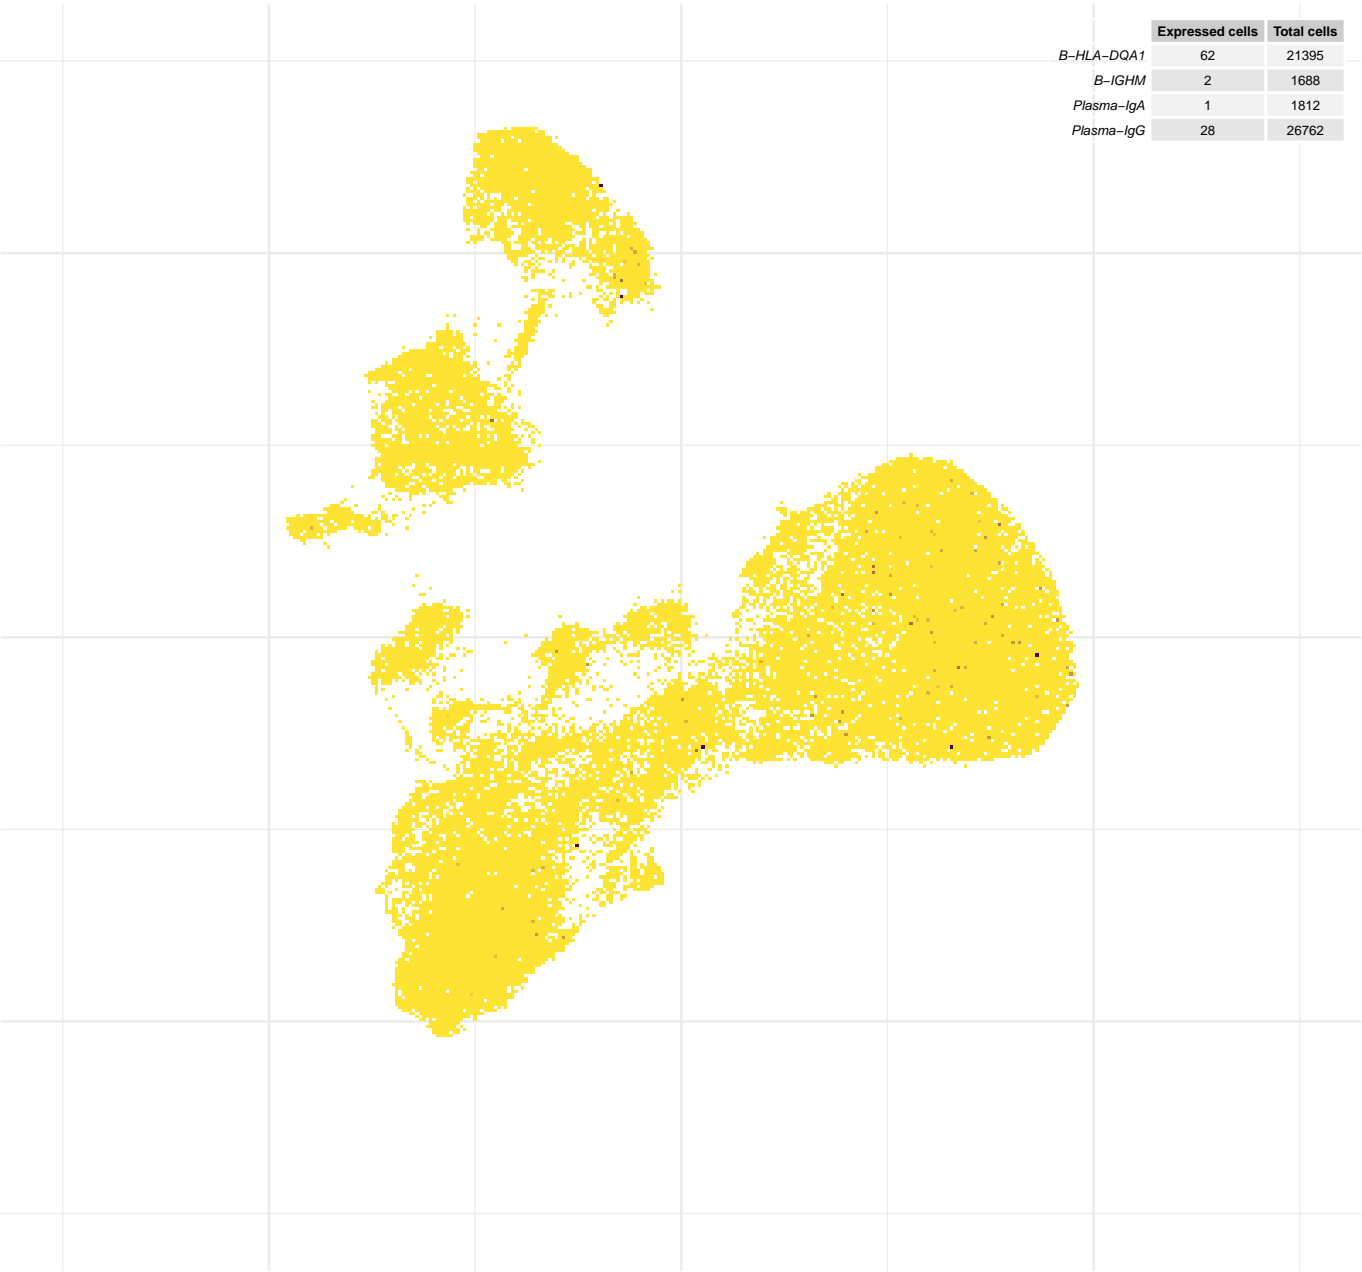 Expressed cells Total cells
B−HLA−DQA1 62 21395
B−IGHM 2 1688
Plasma−IgA 1 1812
Plasma−IgG 28 26762